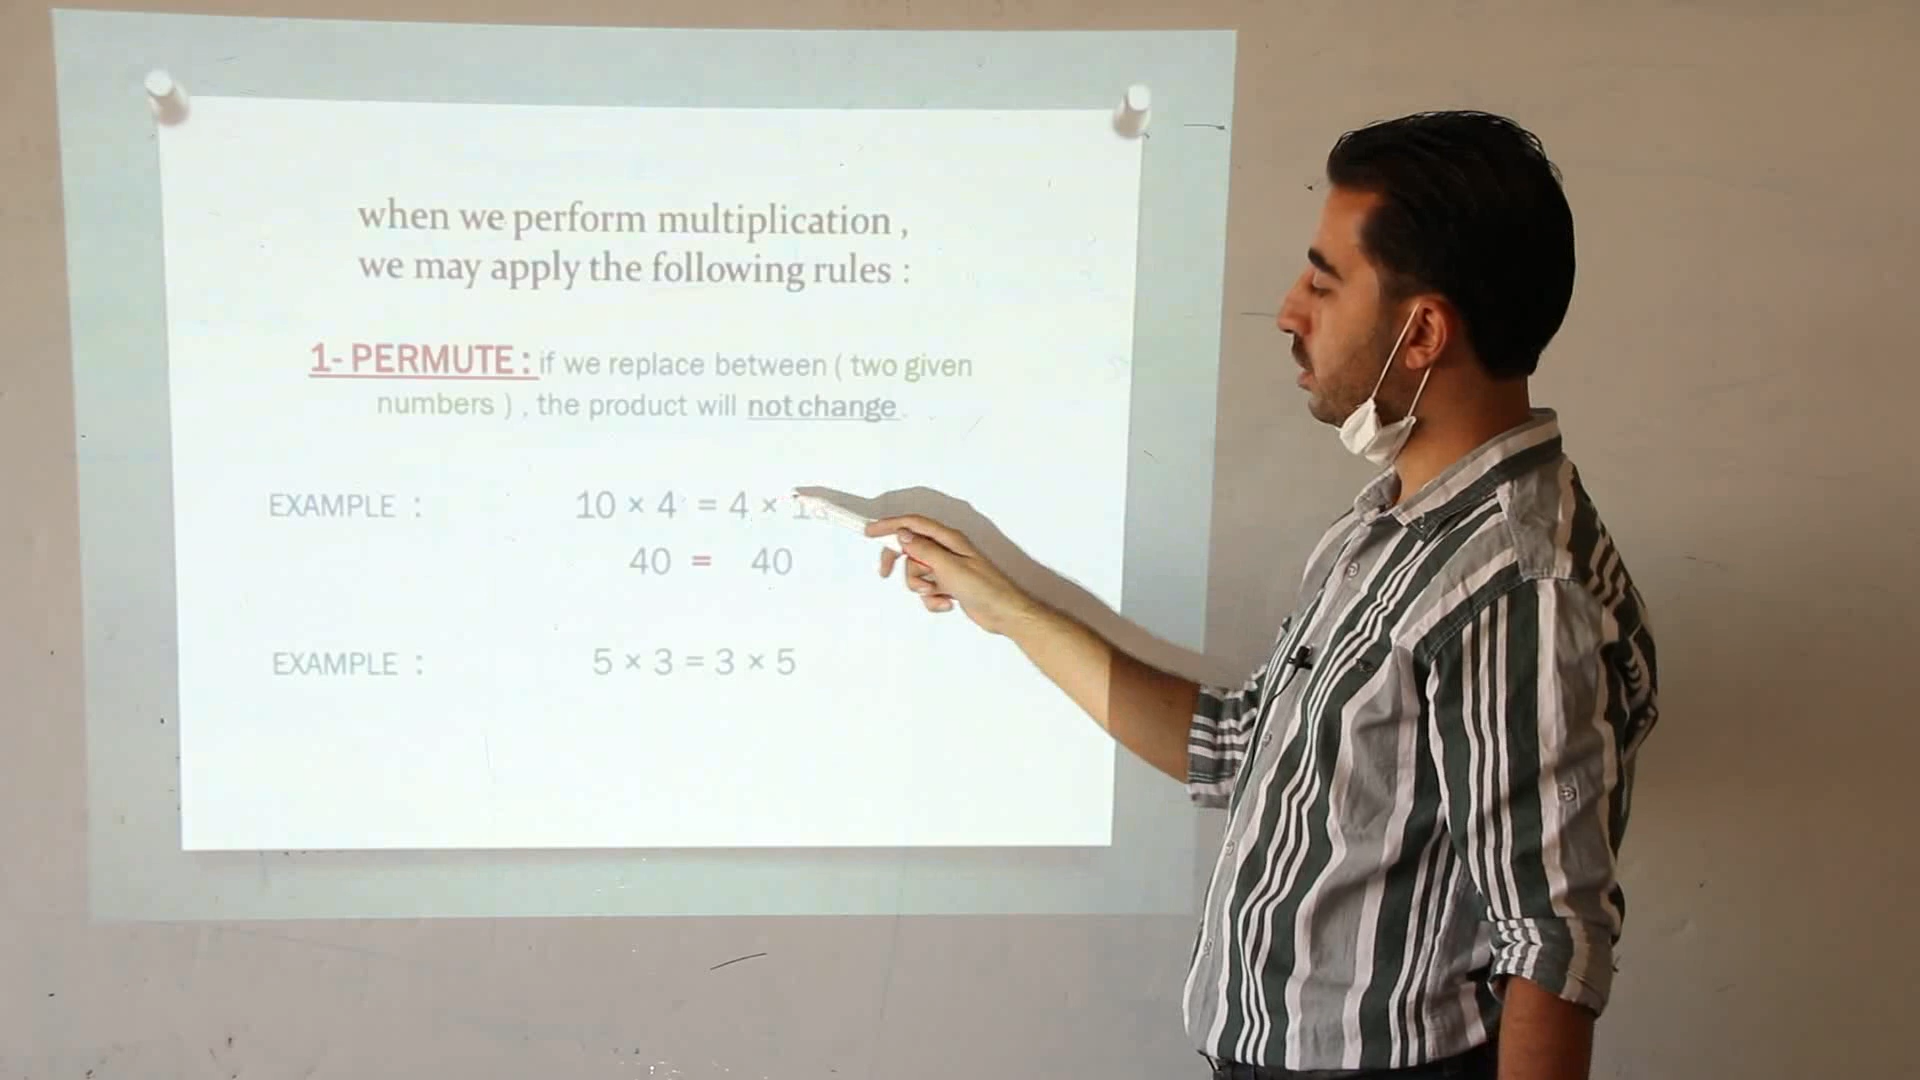 when we perform multiplication ,
we may apply the following rules :
1- PERMUTE : if we replace between ( two given
numbers ) , the product will not change .
EXAMPLE : 10 × 4 = 4 ×
40 = 40
EXAMPLE : 5 × 3 = 3 × 5